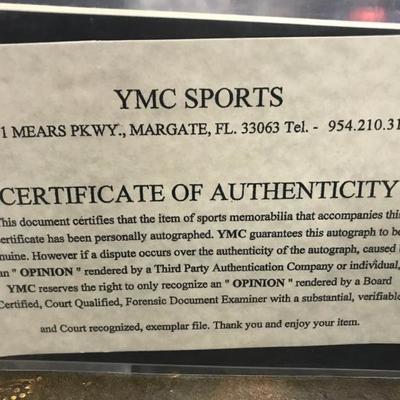 YMC SPORTS
1 MEARS PKWY., MARGATE, FL. 33063 Tel. - 954.210.31
CERTIFICATE OF AUTHENTICITY
This document certifies that the item of sports memorabilia that accompanies this
certificate has been personally autographed. YMC guarantees this autograph to be
nuine. However if a dispute occurs over the authenticity of the autograph, caused b
an " OPINION " rendered by a Third Party Authentication Company or individual,
YMC reserves the right to only recognize an " OPINION " rendered by a Board
Certified, Court Qualified, Forensic Document Examiner with a substantial, verifiable
and Court recognized, exemplar file. Thank you and enjoy your item.